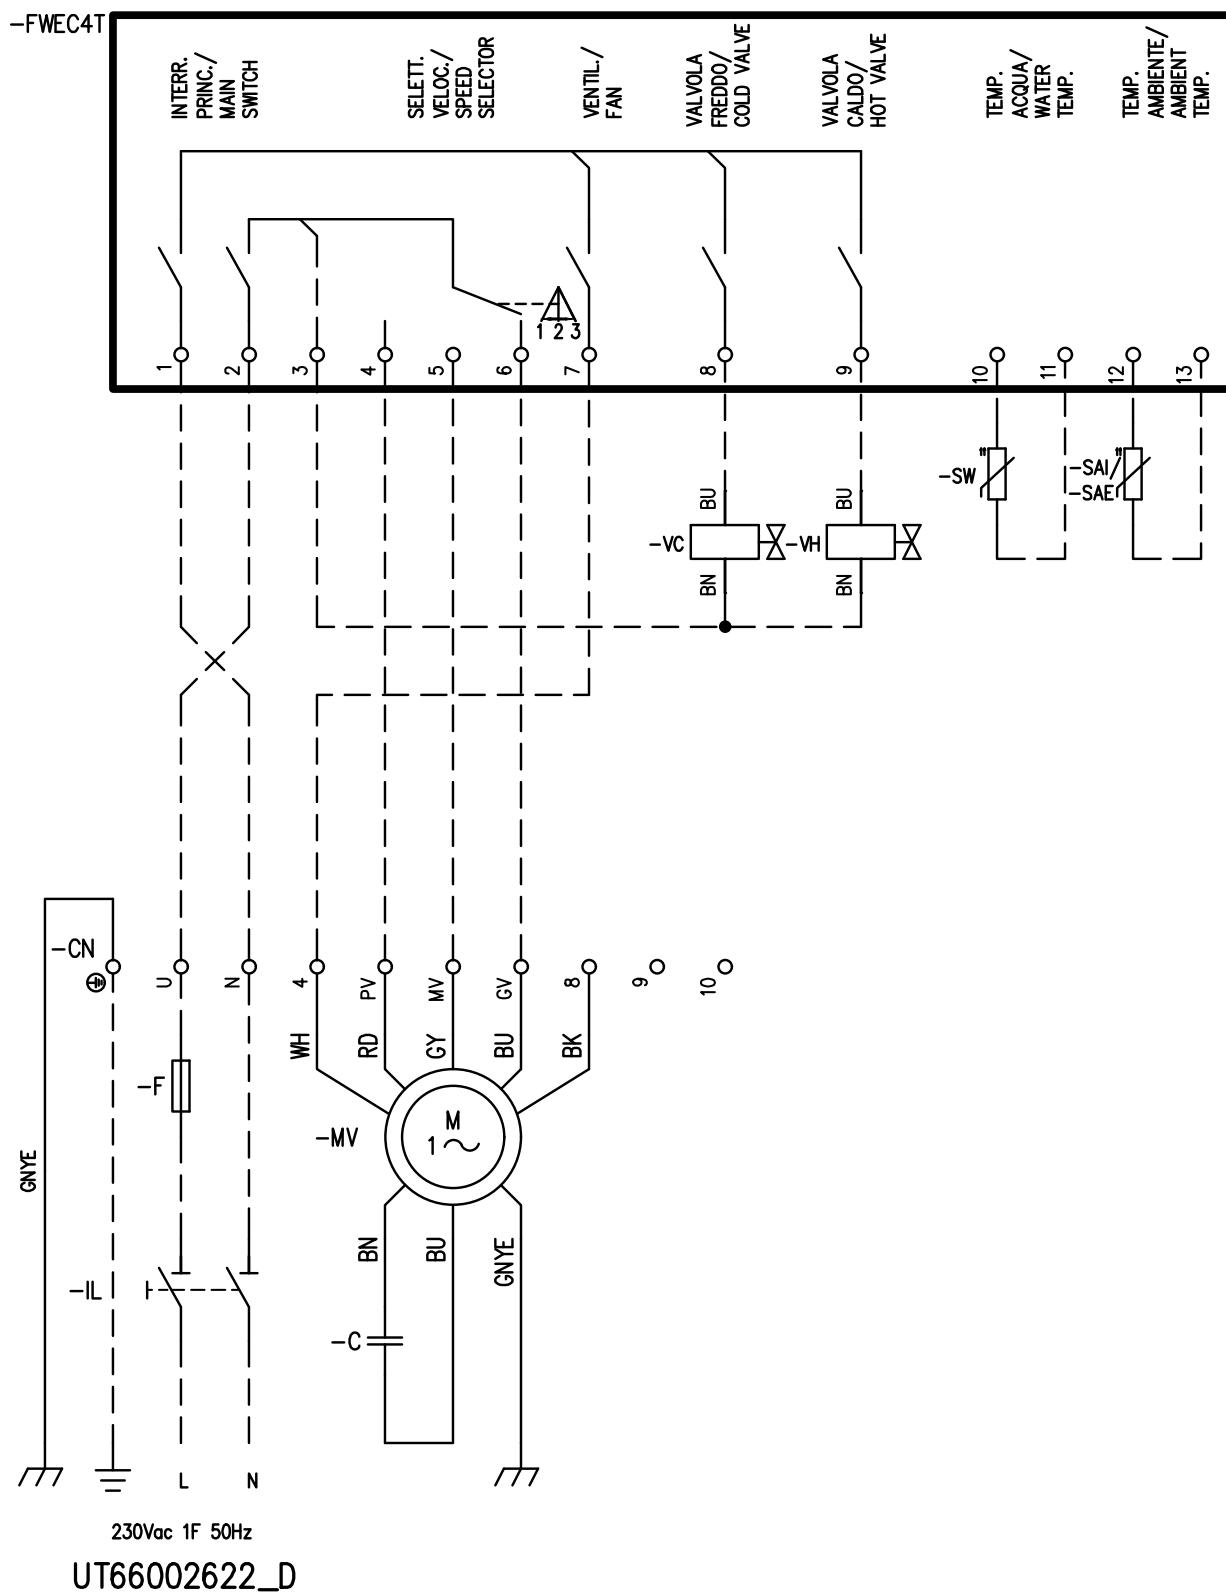 -FWEC4T
INTERR.
PRINC./
MAIN
SWITCH
SELETT.
VELOC./
SPEED
SELECTOR
VENTIL./
FAN
VALVOLA
FREDDO/
COLD VALVE
VALVOLA
CALDO/
HOT VALVE
TEMP.
ACQUA/
WATER
TEMP.
TEMP.
AMBIENTE/
AMBIENT
TEMP.
1 2 3
1 2 3 4 5 6 7 8 9 10 11 12 13
-SW
-SAI/
-SAE
BU BU
-VC -VH
BN BN
-CN
U N 4 PV MV GV 8 9 10
WH RD GY BU BK
-F
-MV
M
1
GNYE
BN BU GNYE
-IL
-C
L N
230Vac 1F 50Hz
UT66002622_D